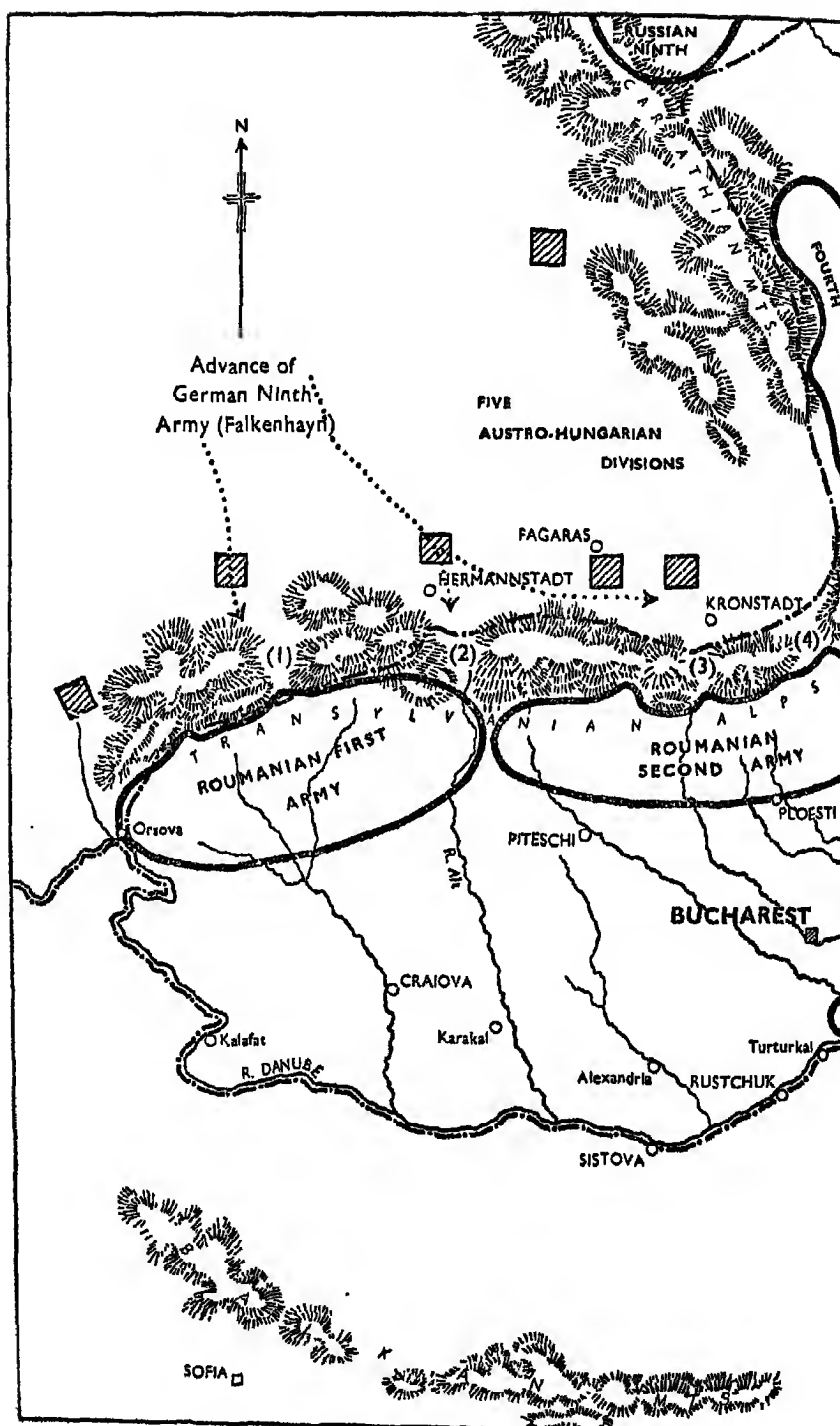 RUSSIAN
NINTH
N
CARPATHIAN MTS.
FOURTH
Advance of
German Ninth
Army (Falkenhayn)
FIVE
AUSTRO-HUNGARIAN
DIVISIONS
FAGARAS
HERMANNSTADT
KRONSTADT
(1)
(2)
(3)
(4)
TRANSYLVANIAN ALPS
ROUMANIAN FIRST
ARMY
ROUMANIAN
SECOND ARMY
Orsova
PLOESTI
PITESCHI
R. Alt
BUCHAREST
CRAIOVA
Karakal
Kalafat
Turturkai
R. DANUBE
Alexandria
RUSTCHUK
SISTOVA
BALKAN MTS
SOFIA